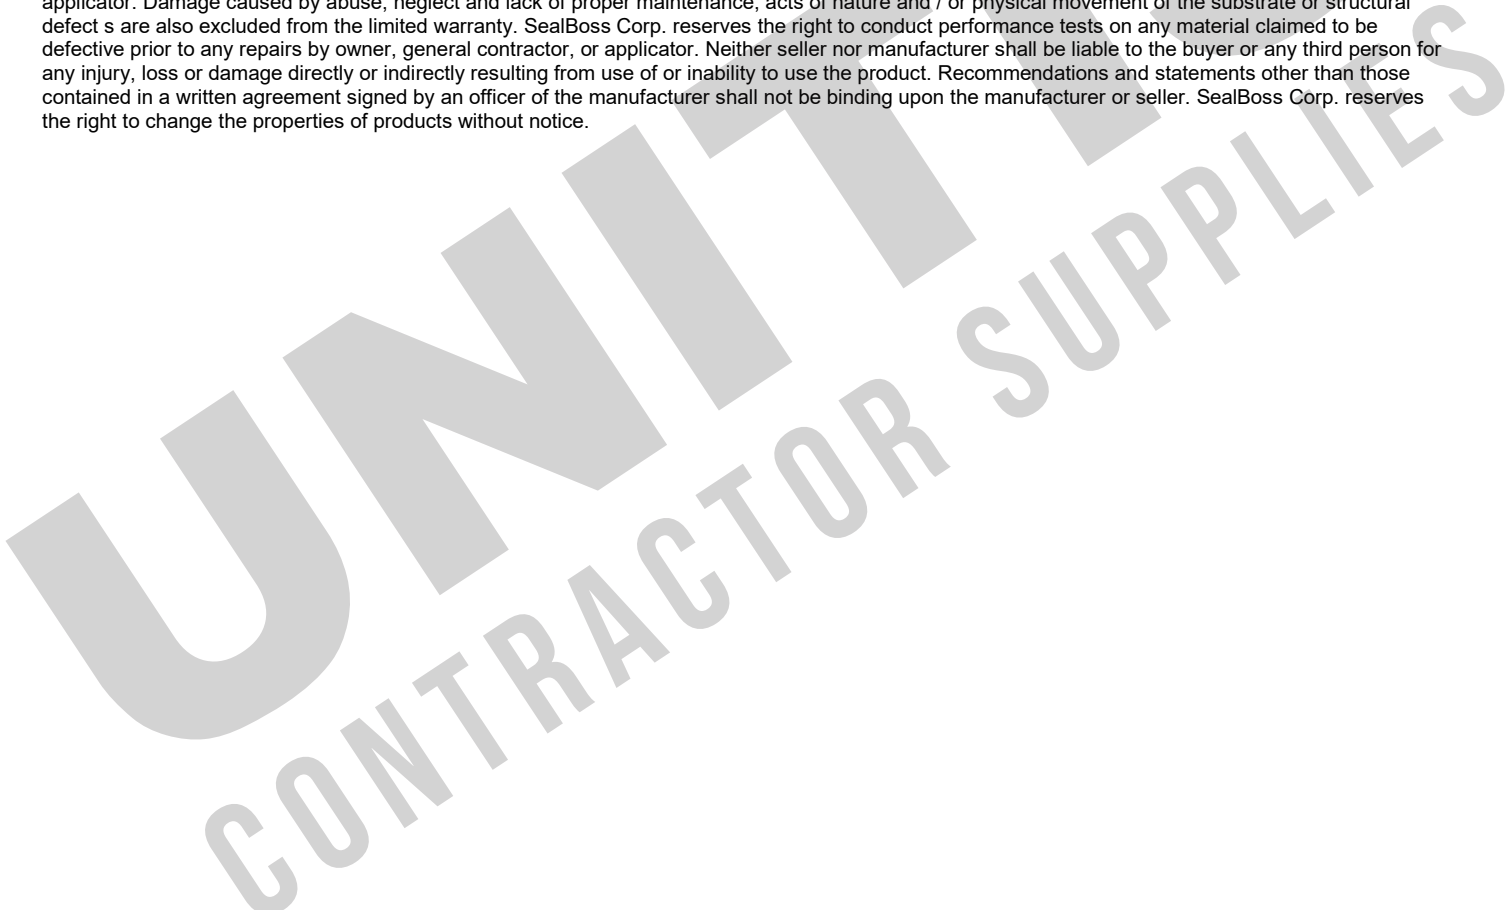 applicator. Damage caused by abuse, neglect and lack of proper maintenance, acts of nature and / or physical movement of the substrate or structural
defect s are also excluded from the limited warranty. SealBoss Corp. reserves the right to conduct performance tests on any material claimed to be
defective prior to any repairs by owner, general contractor, or applicator. Neither seller nor manufacturer shall be liable to the buyer or any third person for
any injury, loss or damage directly or indirectly resulting from use of or inability to use the product. Recommendations and statements other than those
contained in a written agreement signed by an officer of the manufacturer shall not be binding upon the manufacturer or seller. SealBoss Corp. reserves
the right to change the properties of products without notice.
CONTRACTOR SUPPLIES